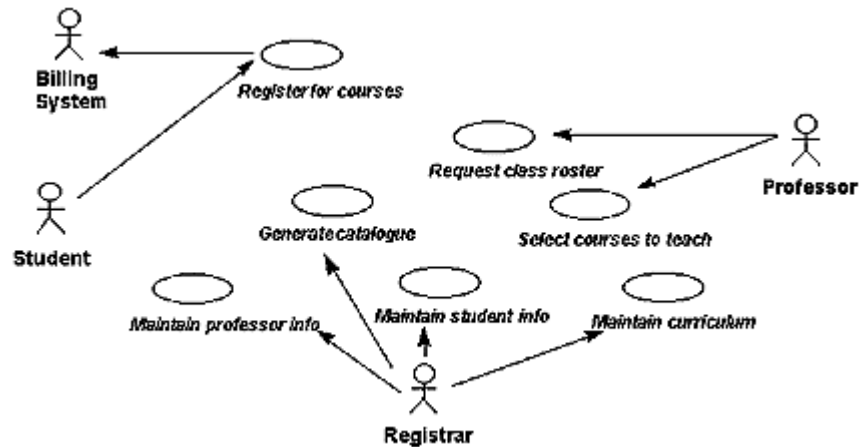 Billing
System
Register for courses
Request class roster
Professor
Generate catalogue
Select courses to teach
Student
Maintain professor info
Maintain student info
Maintain curriculum
Registrar